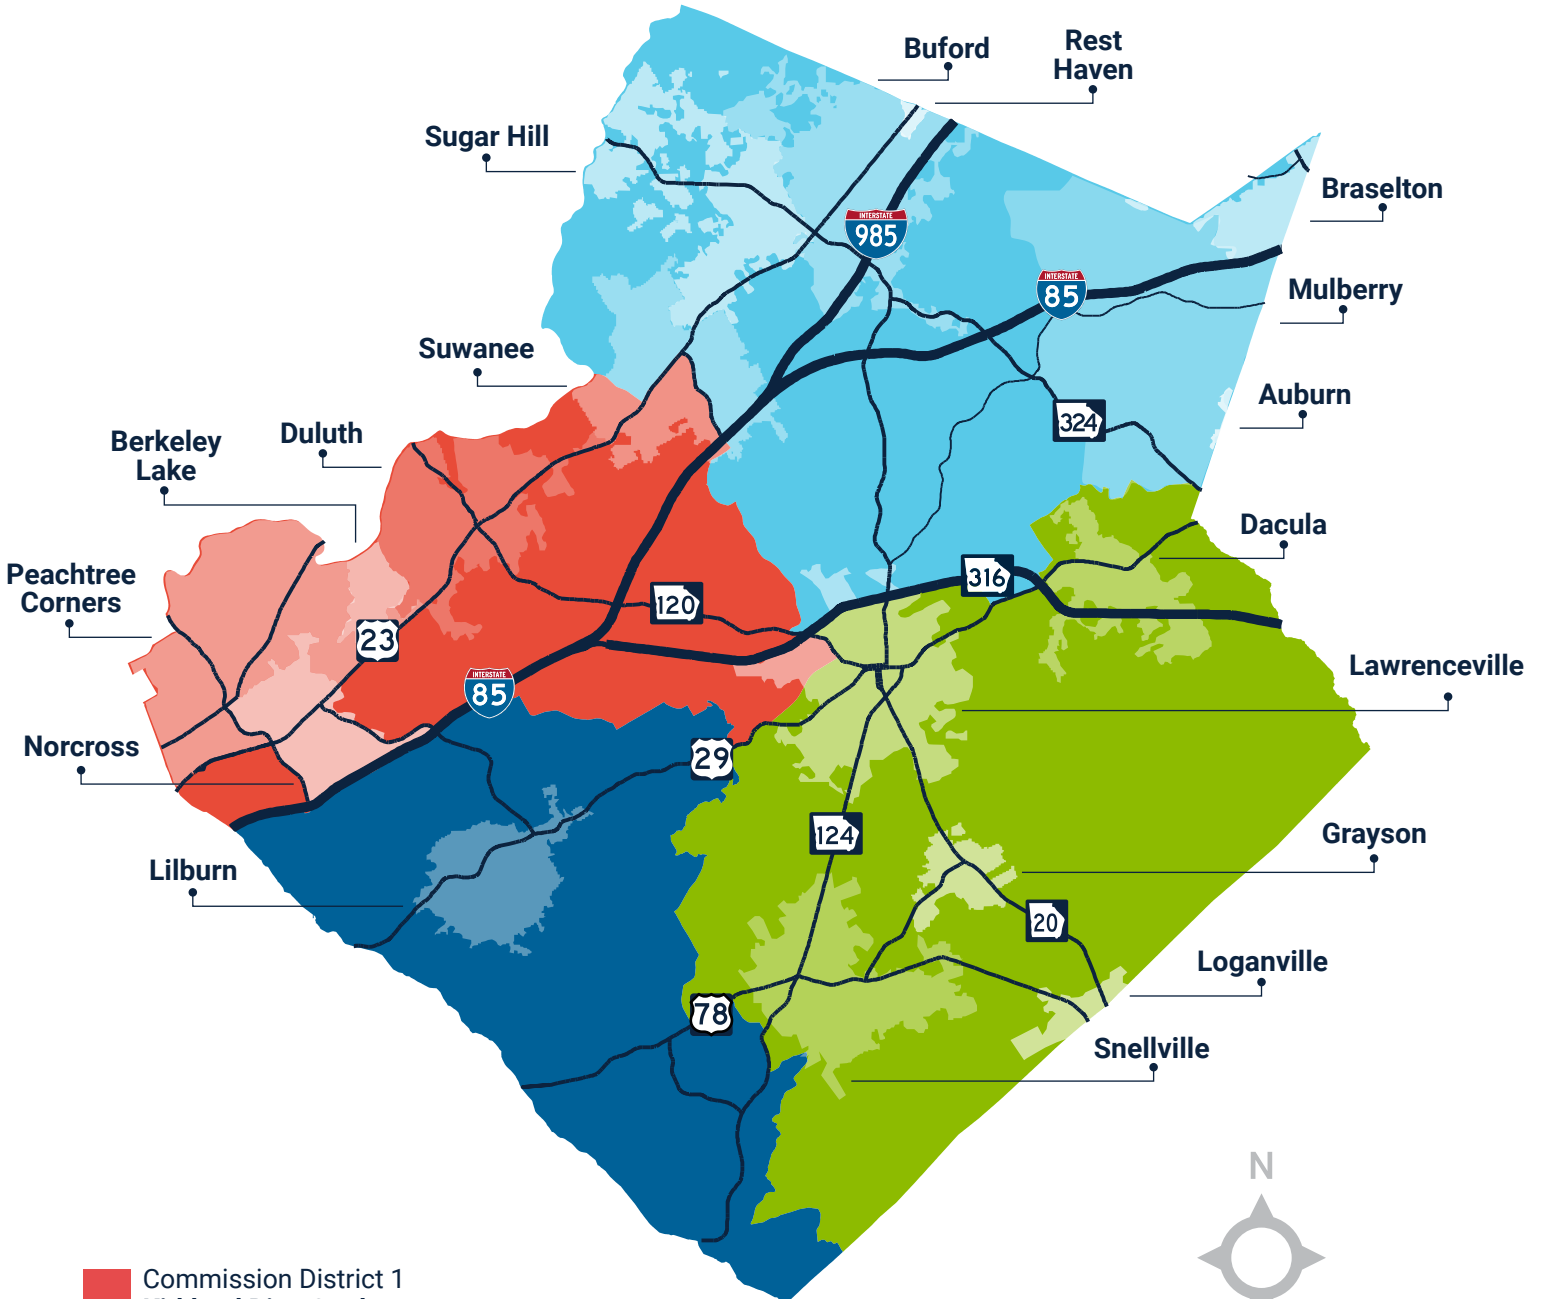 Buford
Rest
Haven
Sugar Hill
Braselton
INTERSTATE
985
INTERSTATE
85
Mulberry
Suwanee
Auburn
324
Duluth
Berkeley
Lake
Dacula
Peachtree
Corners
316
120
23
Lawrenceville
INTERSTATE
85
Norcross
29
124
Grayson
Lilburn
20
Loganville
78
Snellville
N
Commission District 1